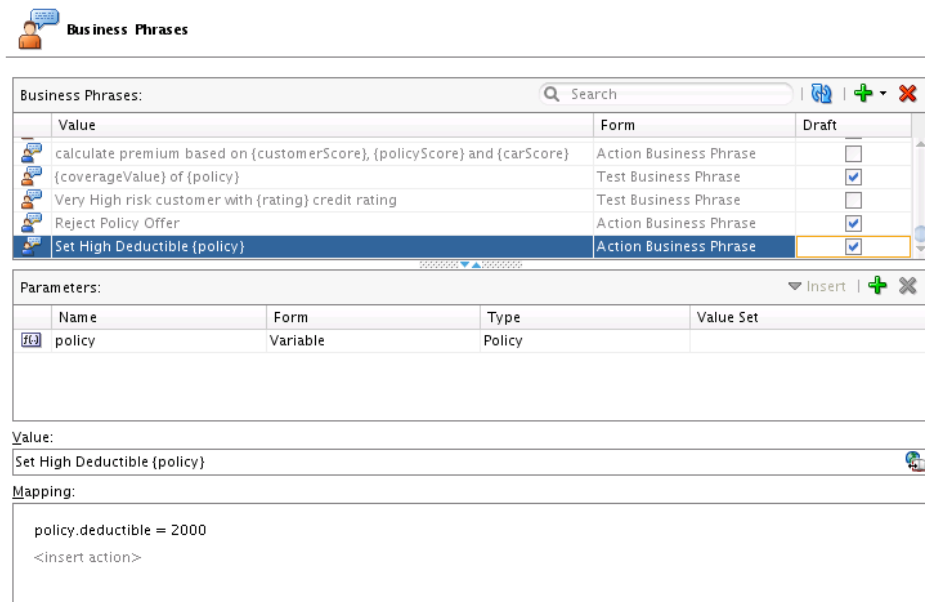 Business Phrases
Business Phrases:
Search
Value Form Draft
calculate premium based on {customerScore}, {policyScore} and {carScore} Action Business Phrase
{coverageValue} of {policy} Test Business Phrase
Very High risk customer with {rating} credit rating Test Business Phrase
Reject Policy Offer Action Business Phrase
Set High Deductible {policy} Action Business Phrase
Parameters:
Insert
Name Form Type Value Set
f(x) policy Variable Policy
Value:
Set High Deductible {policy}
Mapping:
policy.deductible = 2000
<insert action>